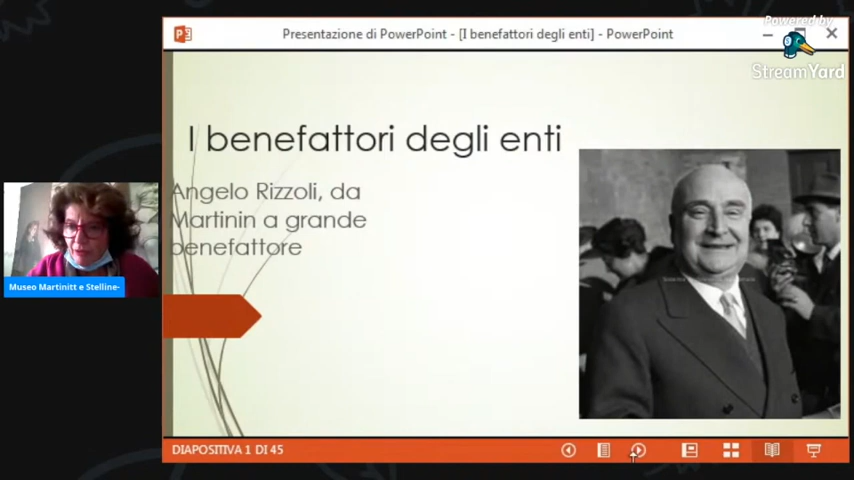 Presentazione di PowerPoint - [I benefattori degli enti] - PowerPoint
Powered by
StreamYard
I benefattori degli enti
Angelo Rizzoli, da
Martinin a grande
benefattore
Museo Martinitt e Stelline-
DIAPOSITIVA 1 DI 45